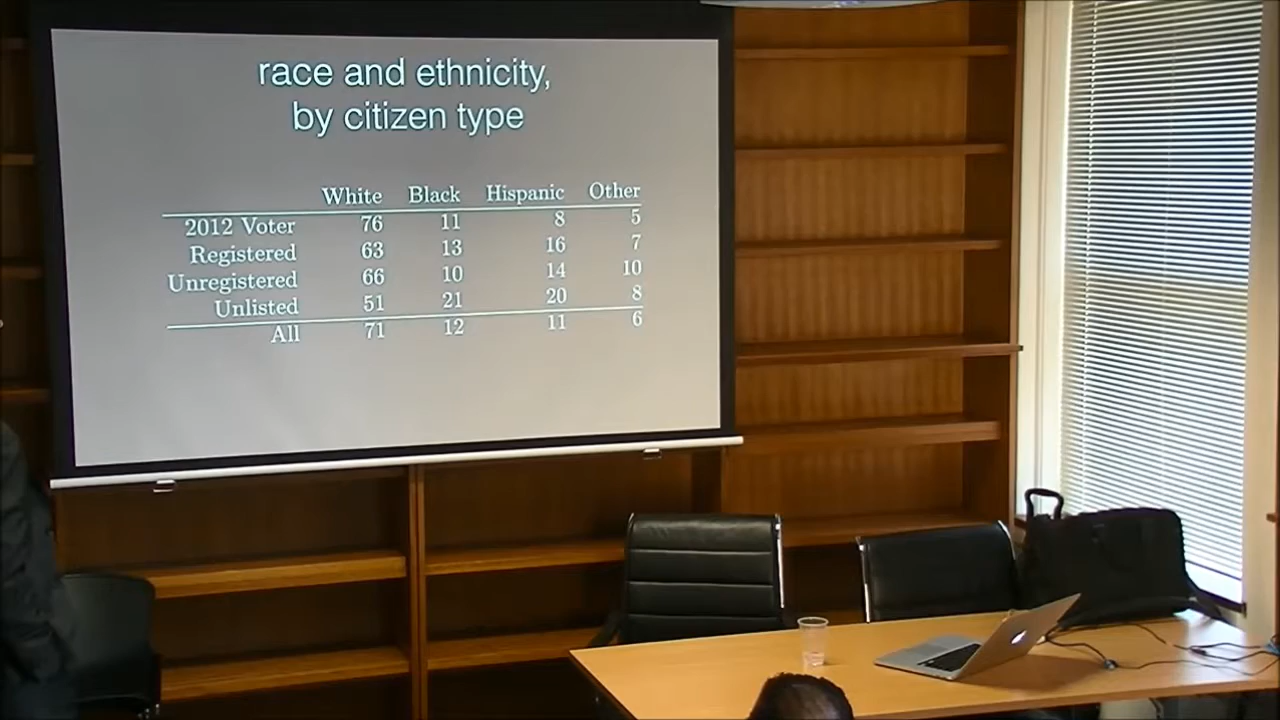 race and ethnicity,
by citizen type
White Black Hispanic Other
2012 Voter 76 11 8 5
Registered 63 13 16 7
Unregistered 66 10 14 10
Unlisted 51 21 20 8
All 71 12 11 6